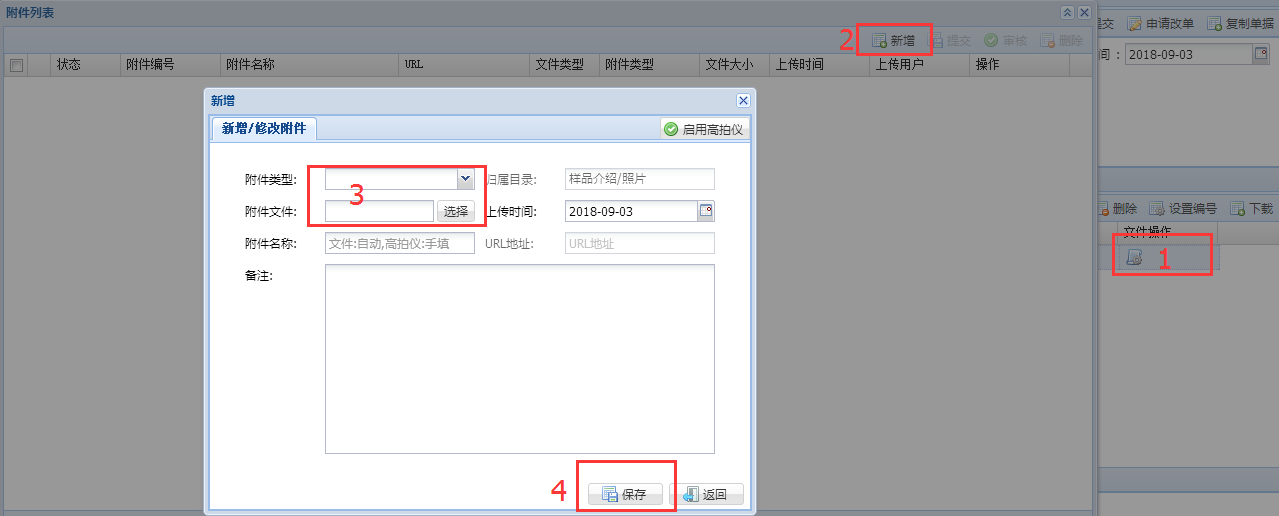 附件列表
提交 申请改单 复制单据
2 新增 提交 审核 删除
间： 2018-09-03
状态 附件编号 附件名称 URL 文件类型 附件类型 文件大小 上传时间 上传用户 操作
新增
新增/修改附件 启用高拍仪
附件类型: 3 归属目录: 样品介绍/照片
附件文件: 选择 上传时间: 2018-09-03
删除 设置编号 下载
附件名称: 文件:自动,高拍仪:手填 URL地址: URL地址
文件操作
1
备注:
4 保存 返回